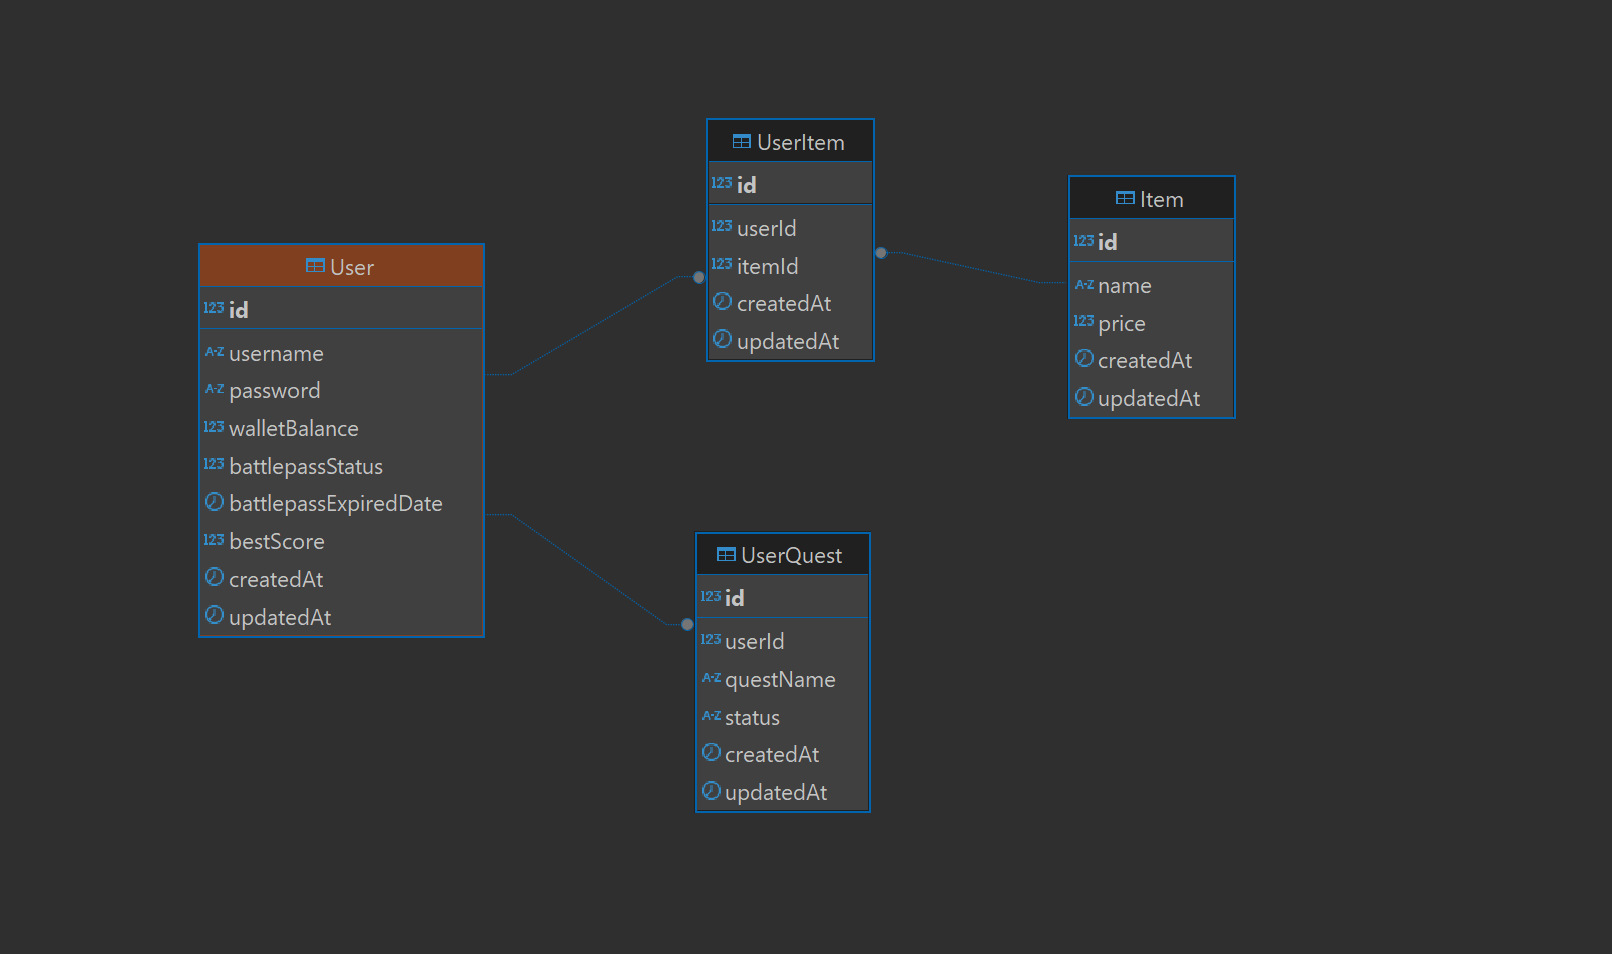 User
123 id
A-Z username
A-Z password
123 walletBalance
123 battlepassStatus
battlepassExpiredDate
123 bestScore
createdAt
updatedAt
UserItem
123 id
123 userId
123 itemId
createdAt
updatedAt
Item
123 id
A-Z name
123 price
createdAt
updatedAt
UserQuest
123 id
123 userId
A-Z questName
A-Z status
createdAt
updatedAt